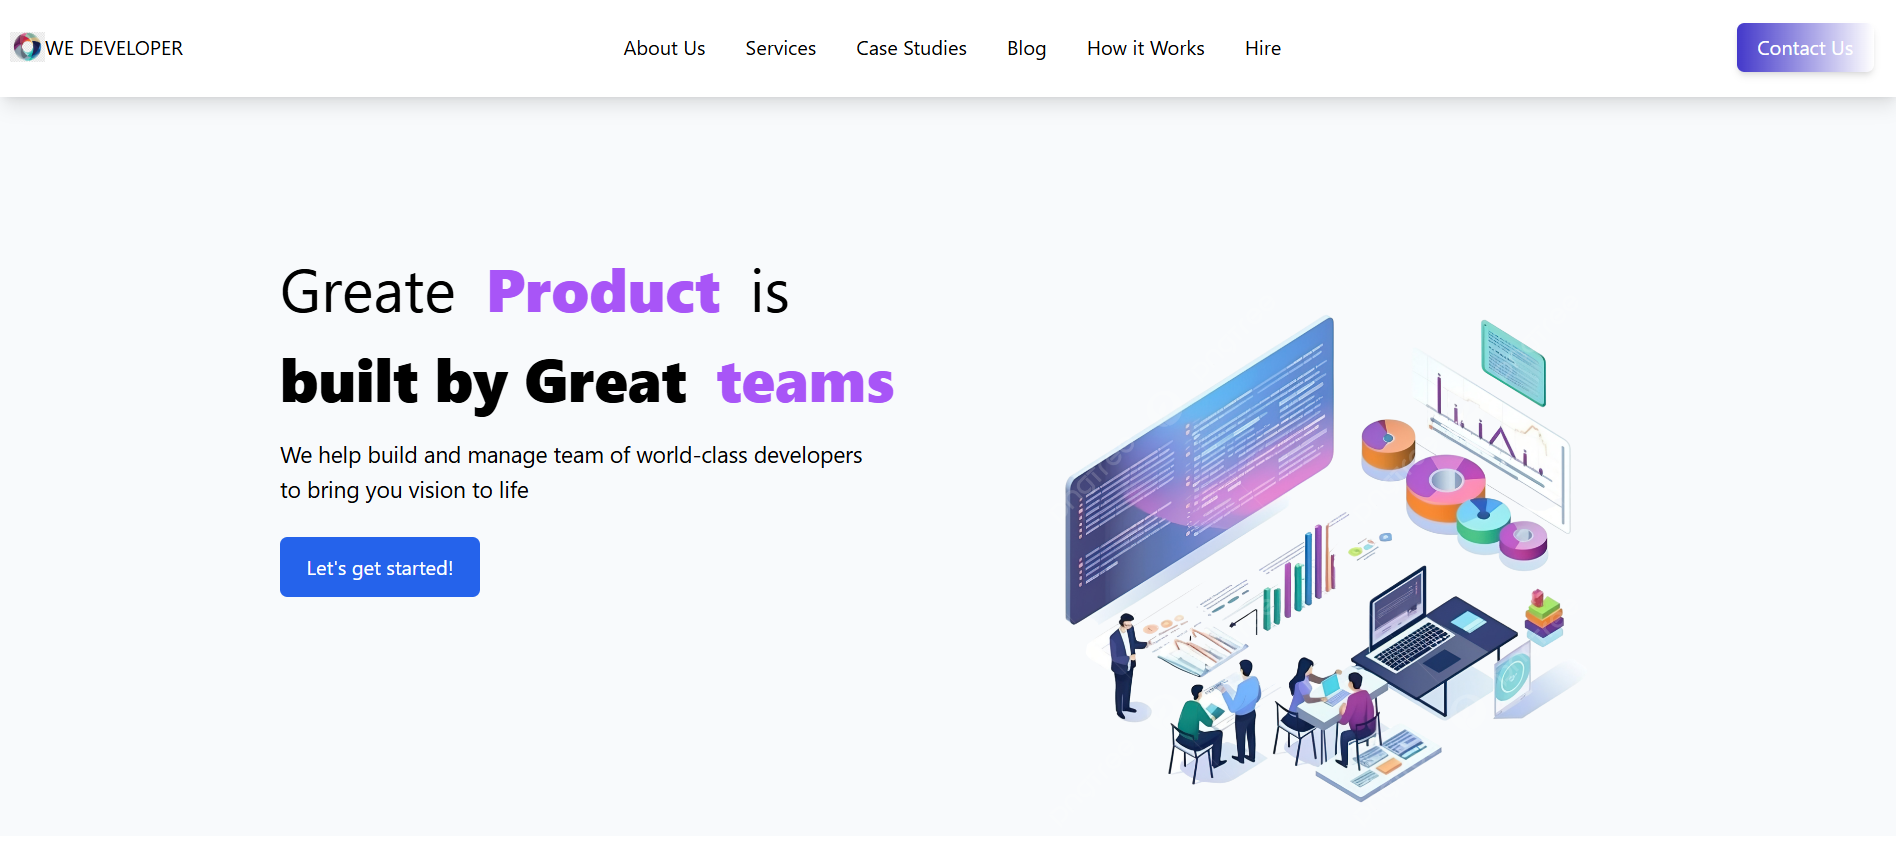 WE DEVELOPER
About Us Services Case Studies Blog How it Works Hire
Contact Us
Greate Product is
built by Great teams
We help build and manage team of world-class developers
to bring you vision to life
Let's get started!